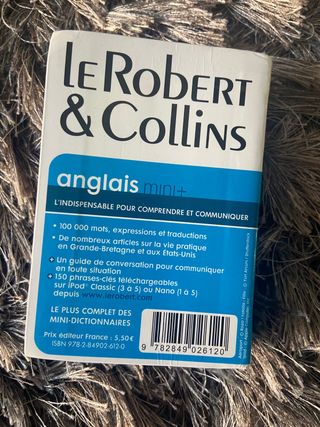 LE ROBERT
& COLLINS
anglais mini+
L'INDISPENSABLE POUR COMPRENDRE ET COMMUNIQUER
• 100 000 mots, expressions et traductions
• De nombreux articles sur la vie pratique
en Grande-Bretagne et aux États-Unis
+ Un guide de conversation pour communiquer
en toute situation
+ 150 phrases-clés téléchargeables
sur iPod® Classic (3 à 5) ou Nano (1 à 5)
depuis www.lerobert.com
LE PLUS COMPLET DES
MINI-DICTIONNAIRES
Prix éditeur France : 5,50€
ISBN 978-2-84902-612-0
9 782849 026120